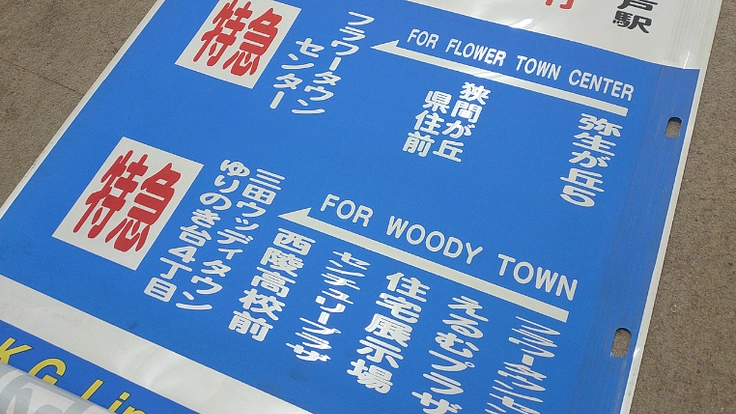 戸駅
特急
フラワータウン
センター
FOR FLOWER TOWN CENTER
狭間が丘
県住前
弥生が丘5
特急
三田ウッディタウン
ゆりのき台4丁目
FOR WOODY TOWN
西陵高校前
センチュリープラザ
住宅展示場
えるむプラザ
KG Lin